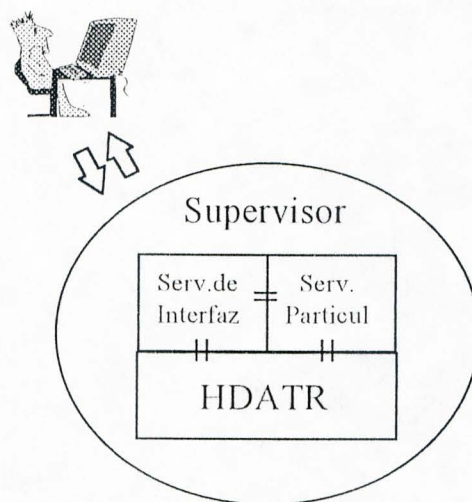 Supervisor
Serv.de
Interfaz
Serv.
Particul
HDATR